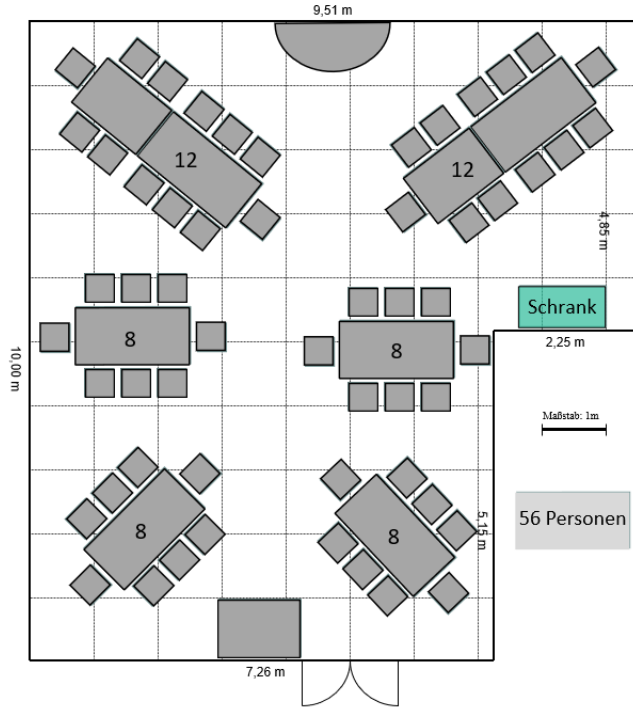 9,51 m
12
12
4,85 m
Schrank
8
8
2,25 m
10,00 m
Maßstab: 1m
56 Personen
8
8
5,15 m
7,26 m